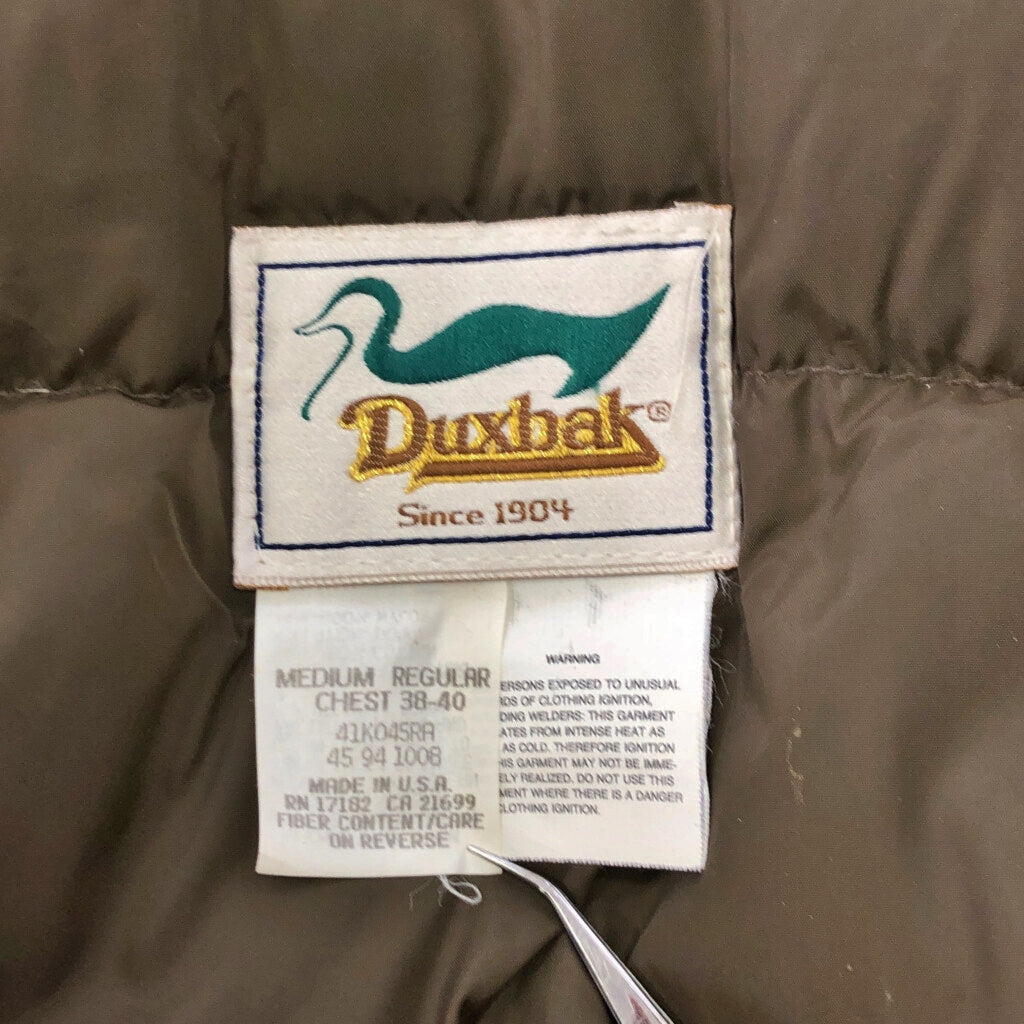 Duxbak®
Since 1904
MEDIUM REGULAR
CHEST 38-40
41K045RA
45 94 1008
MADE IN U.S.A.
RN 17182 CA 21699
FIBER CONTENT/CARE
ON REVERSE
WARNING
ERSONS EXPOSED TO UNUSUAL
DS OF CLOTHING IGNITION,
DING WELDERS: THIS GARMENT
ATES FROM INTENSE HEAT AS
AS COLD. THEREFORE IGNITION
HIS GARMENT MAY NOT BE IMME-
ELY REALIZED. DO NOT USE THIS
MENT WHERE THERE IS A DANGER
CLOTHING IGNITION.